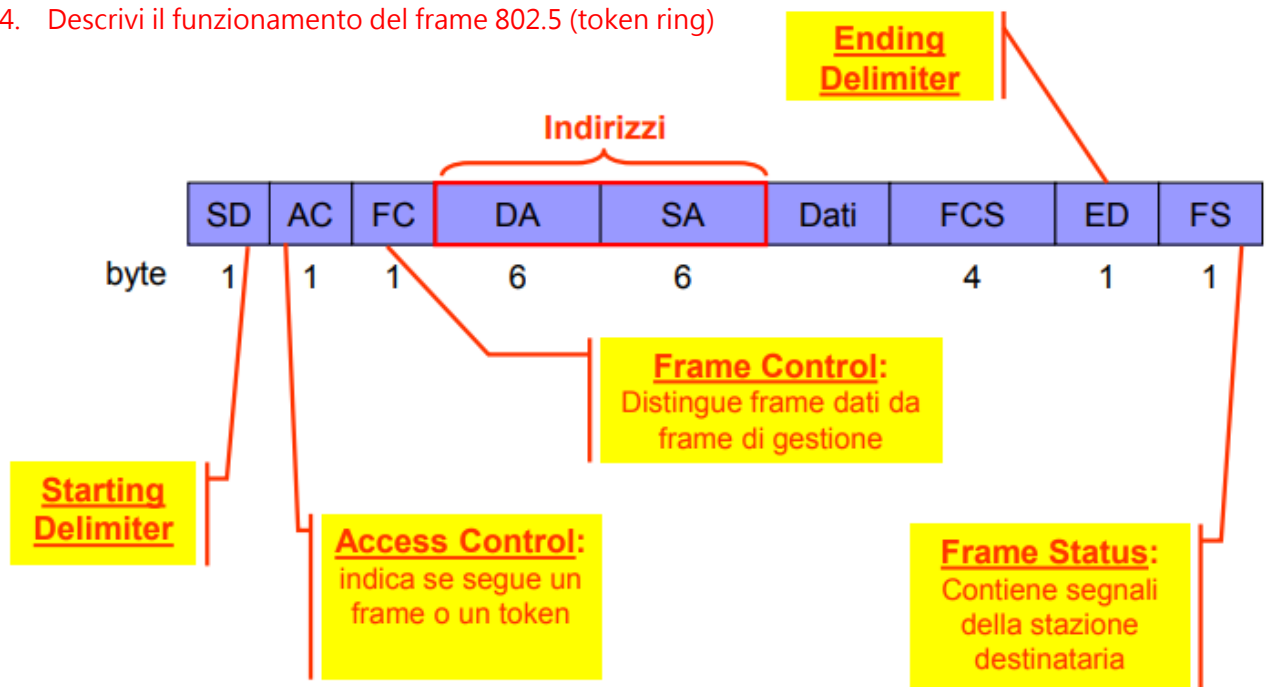 4. Descrivi il funzionamento del frame 802.5 (token ring)
Ending
Delimiter
Indirizzi
SD AC FC DA SA Dati FCS ED FS
byte 1 1 1 6 6 4 1 1
Frame Control:
Distingue frame dati da
frame di gestione
Starting
Delimiter
Access Control:
indica se segue un
frame o un token
Frame Status:
Contiene segnali
della stazione
destinataria